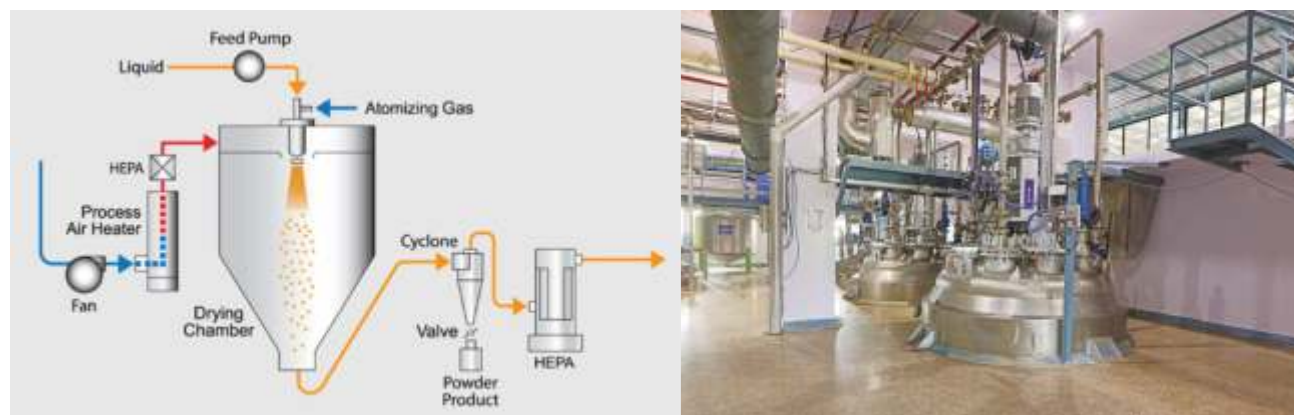 Feed Pump
Liquid
Atomizing Gas
HEPA
Process
Air Heater
Fan
Drying
Chamber
Cyclone
Valve
Powder
Product
HEPA